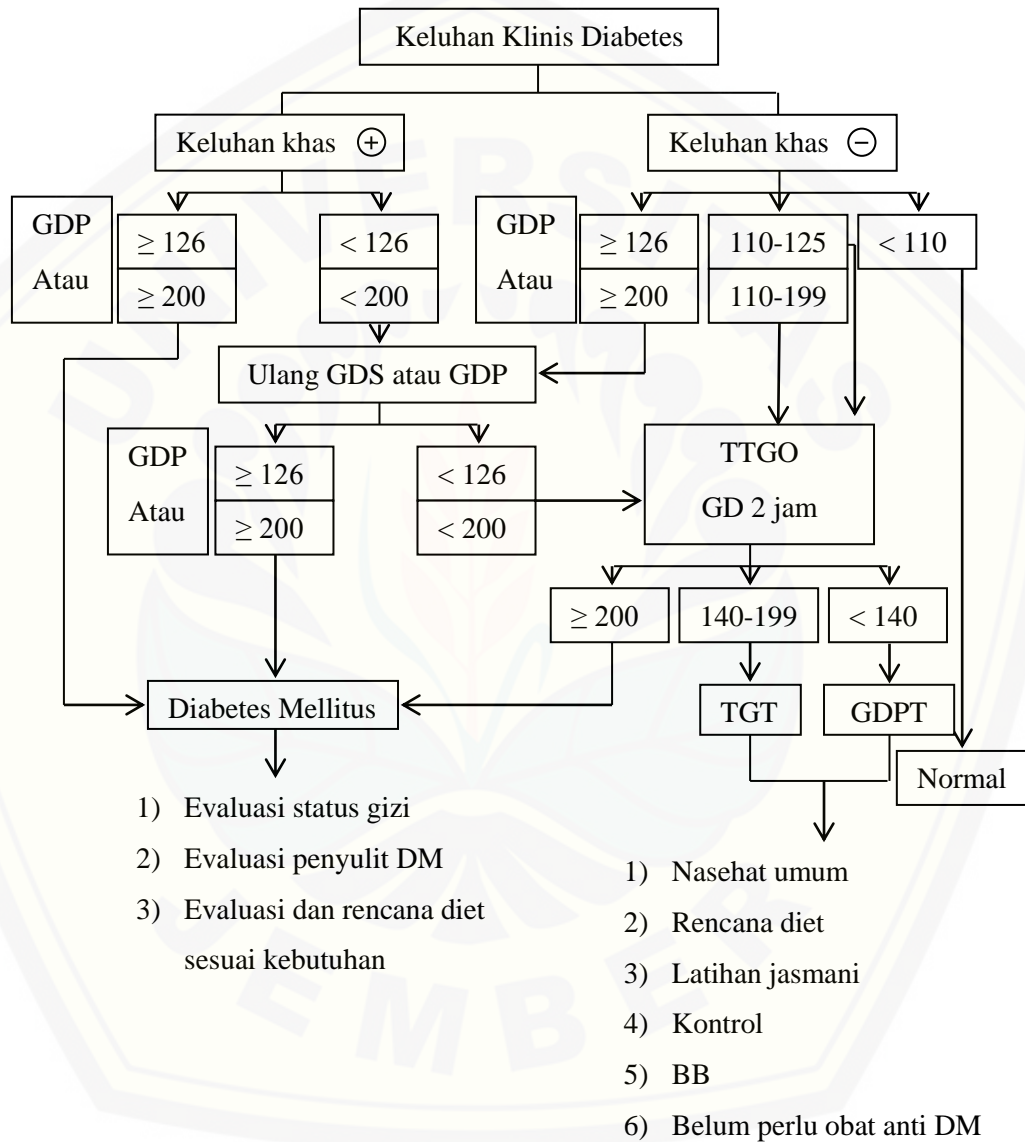 Keluhan Klinis Diabetes
Keluhan khas ⊕
Keluhan khas ⊖
GDP
Atau
≥ 126
≥ 200
< 126
< 200
GDP
Atau
≥ 126
≥ 200
110-125
110-199
< 110
Ulang GDS atau GDP
GDP
Atau
≥ 126
≥ 200
< 126
< 200
TTGO
GD 2 jam
≥ 200
140-199
< 140
Diabetes Mellitus
TGT
GDPT
Normal
1) Evaluasi status gizi
2) Evaluasi penyulit DM
3) Evaluasi dan rencana diet
sesuai kebutuhan
1) Nasehat umum
2) Rencana diet
3) Latihan jasmani
4) Kontrol
5) BB
6) Belum perlu obat anti DM
UNIVERSITAS
JEMBER